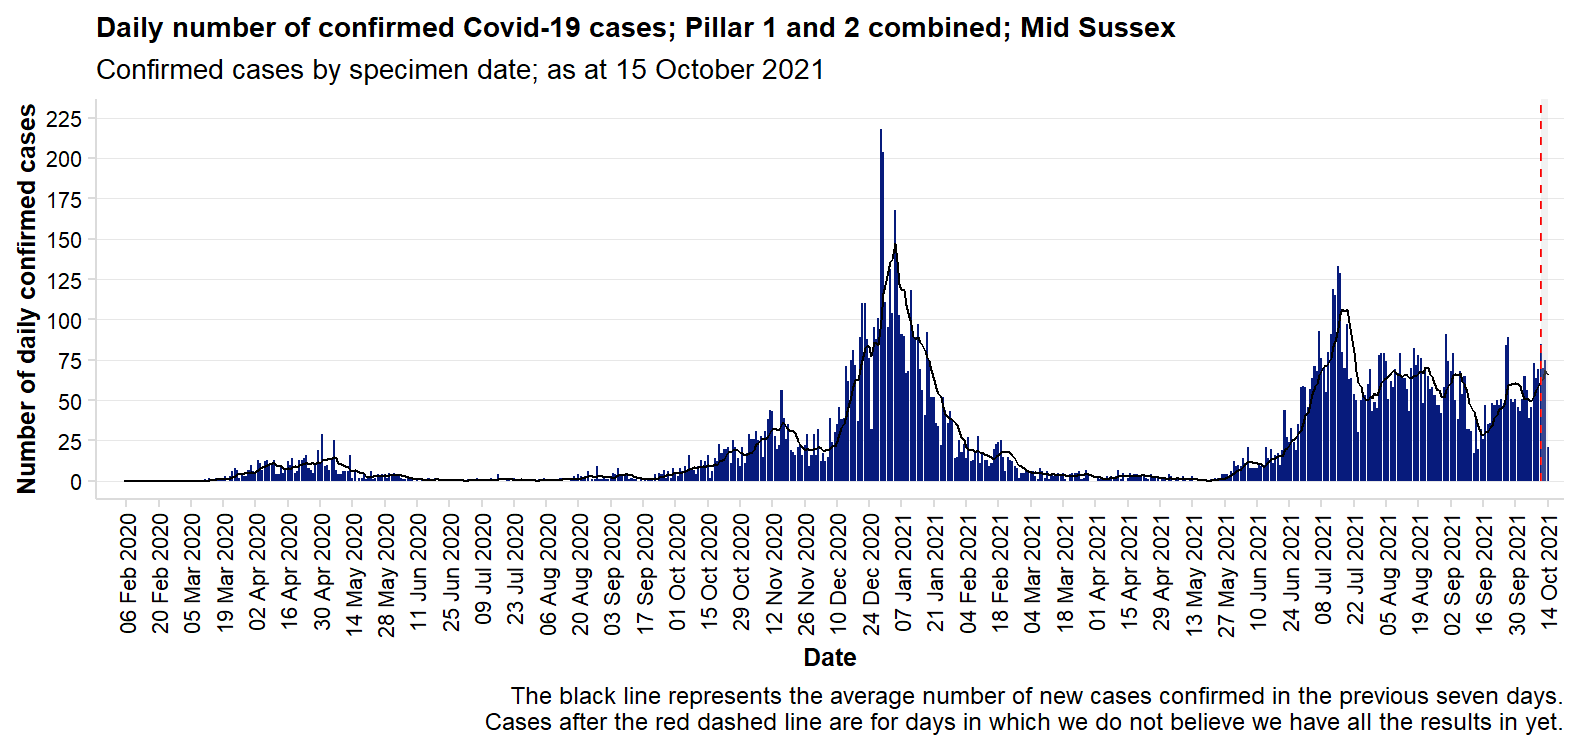 Daily number of confirmed Covid-19 cases; Pillar 1 and 2 combined; Mid Sussex
Confirmed cases by specimen date; as at 15 October 2021
Number of daily confirmed cases
225
200
175
150
125
100
75
50
25
0
06 Feb 2020
20 Feb 2020
05 Mar 2020
19 Mar 2020
02 Apr 2020
16 Apr 2020
30 Apr 2020
14 May 2020
28 May 2020
11 Jun 2020
25 Jun 2020
09 Jul 2020
23 Jul 2020
06 Aug 2020
20 Aug 2020
03 Sep 2020
17 Sep 2020
01 Oct 2020
15 Oct 2020
29 Oct 2020
12 Nov 2020
26 Nov 2020
10 Dec 2020
24 Dec 2020
07 Jan 2021
21 Jan 2021
04 Feb 2021
18 Feb 2021
04 Mar 2021
18 Mar 2021
01 Apr 2021
15 Apr 2021
29 Apr 2021
13 May 2021
27 May 2021
10 Jun 2021
24 Jun 2021
08 Jul 2021
22 Jul 2021
05 Aug 2021
19 Aug 2021
02 Sep 2021
16 Sep 2021
30 Sep 2021
14 Oct 2021
Date
The black line represents the average number of new cases confirmed in the previous seven days.
Cases after the red dashed line are for days in which we do not believe we have all the results in yet.